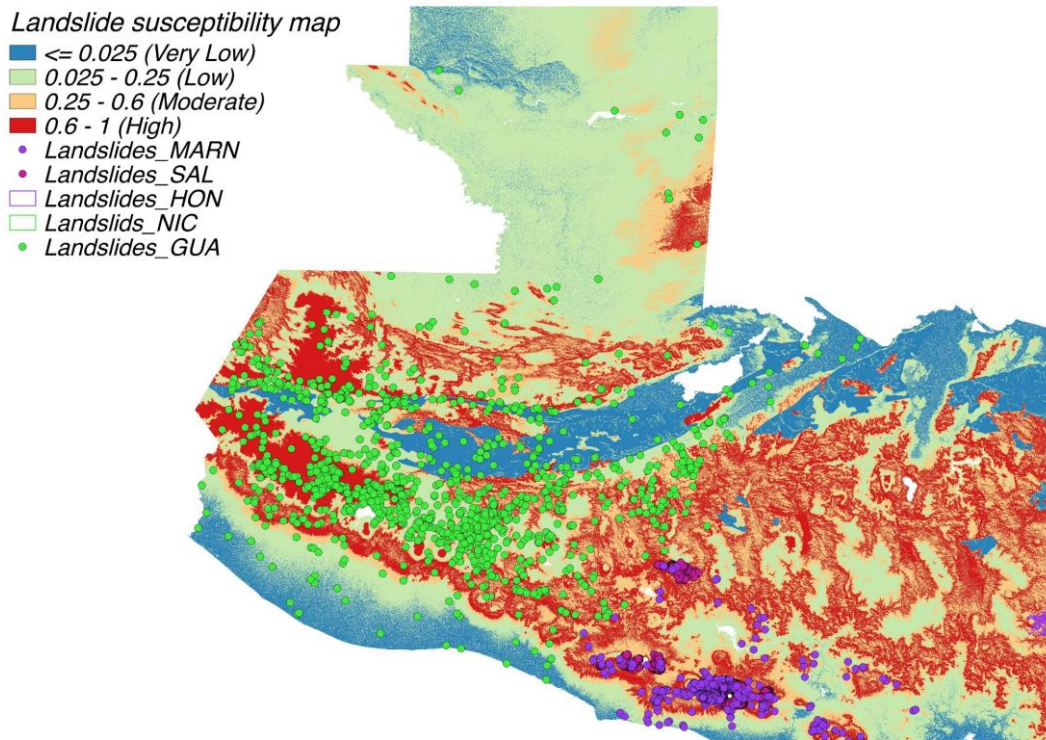 Landslide susceptibility map
<= 0.025 (Very Low)
0.025 - 0.25 (Low)
0.25 - 0.6 (Moderate)
0.6 - 1 (High)
Landslides_MARN
Landslides_SAL
Landslides_HON
Landslids_NIC
Landslides_GUA